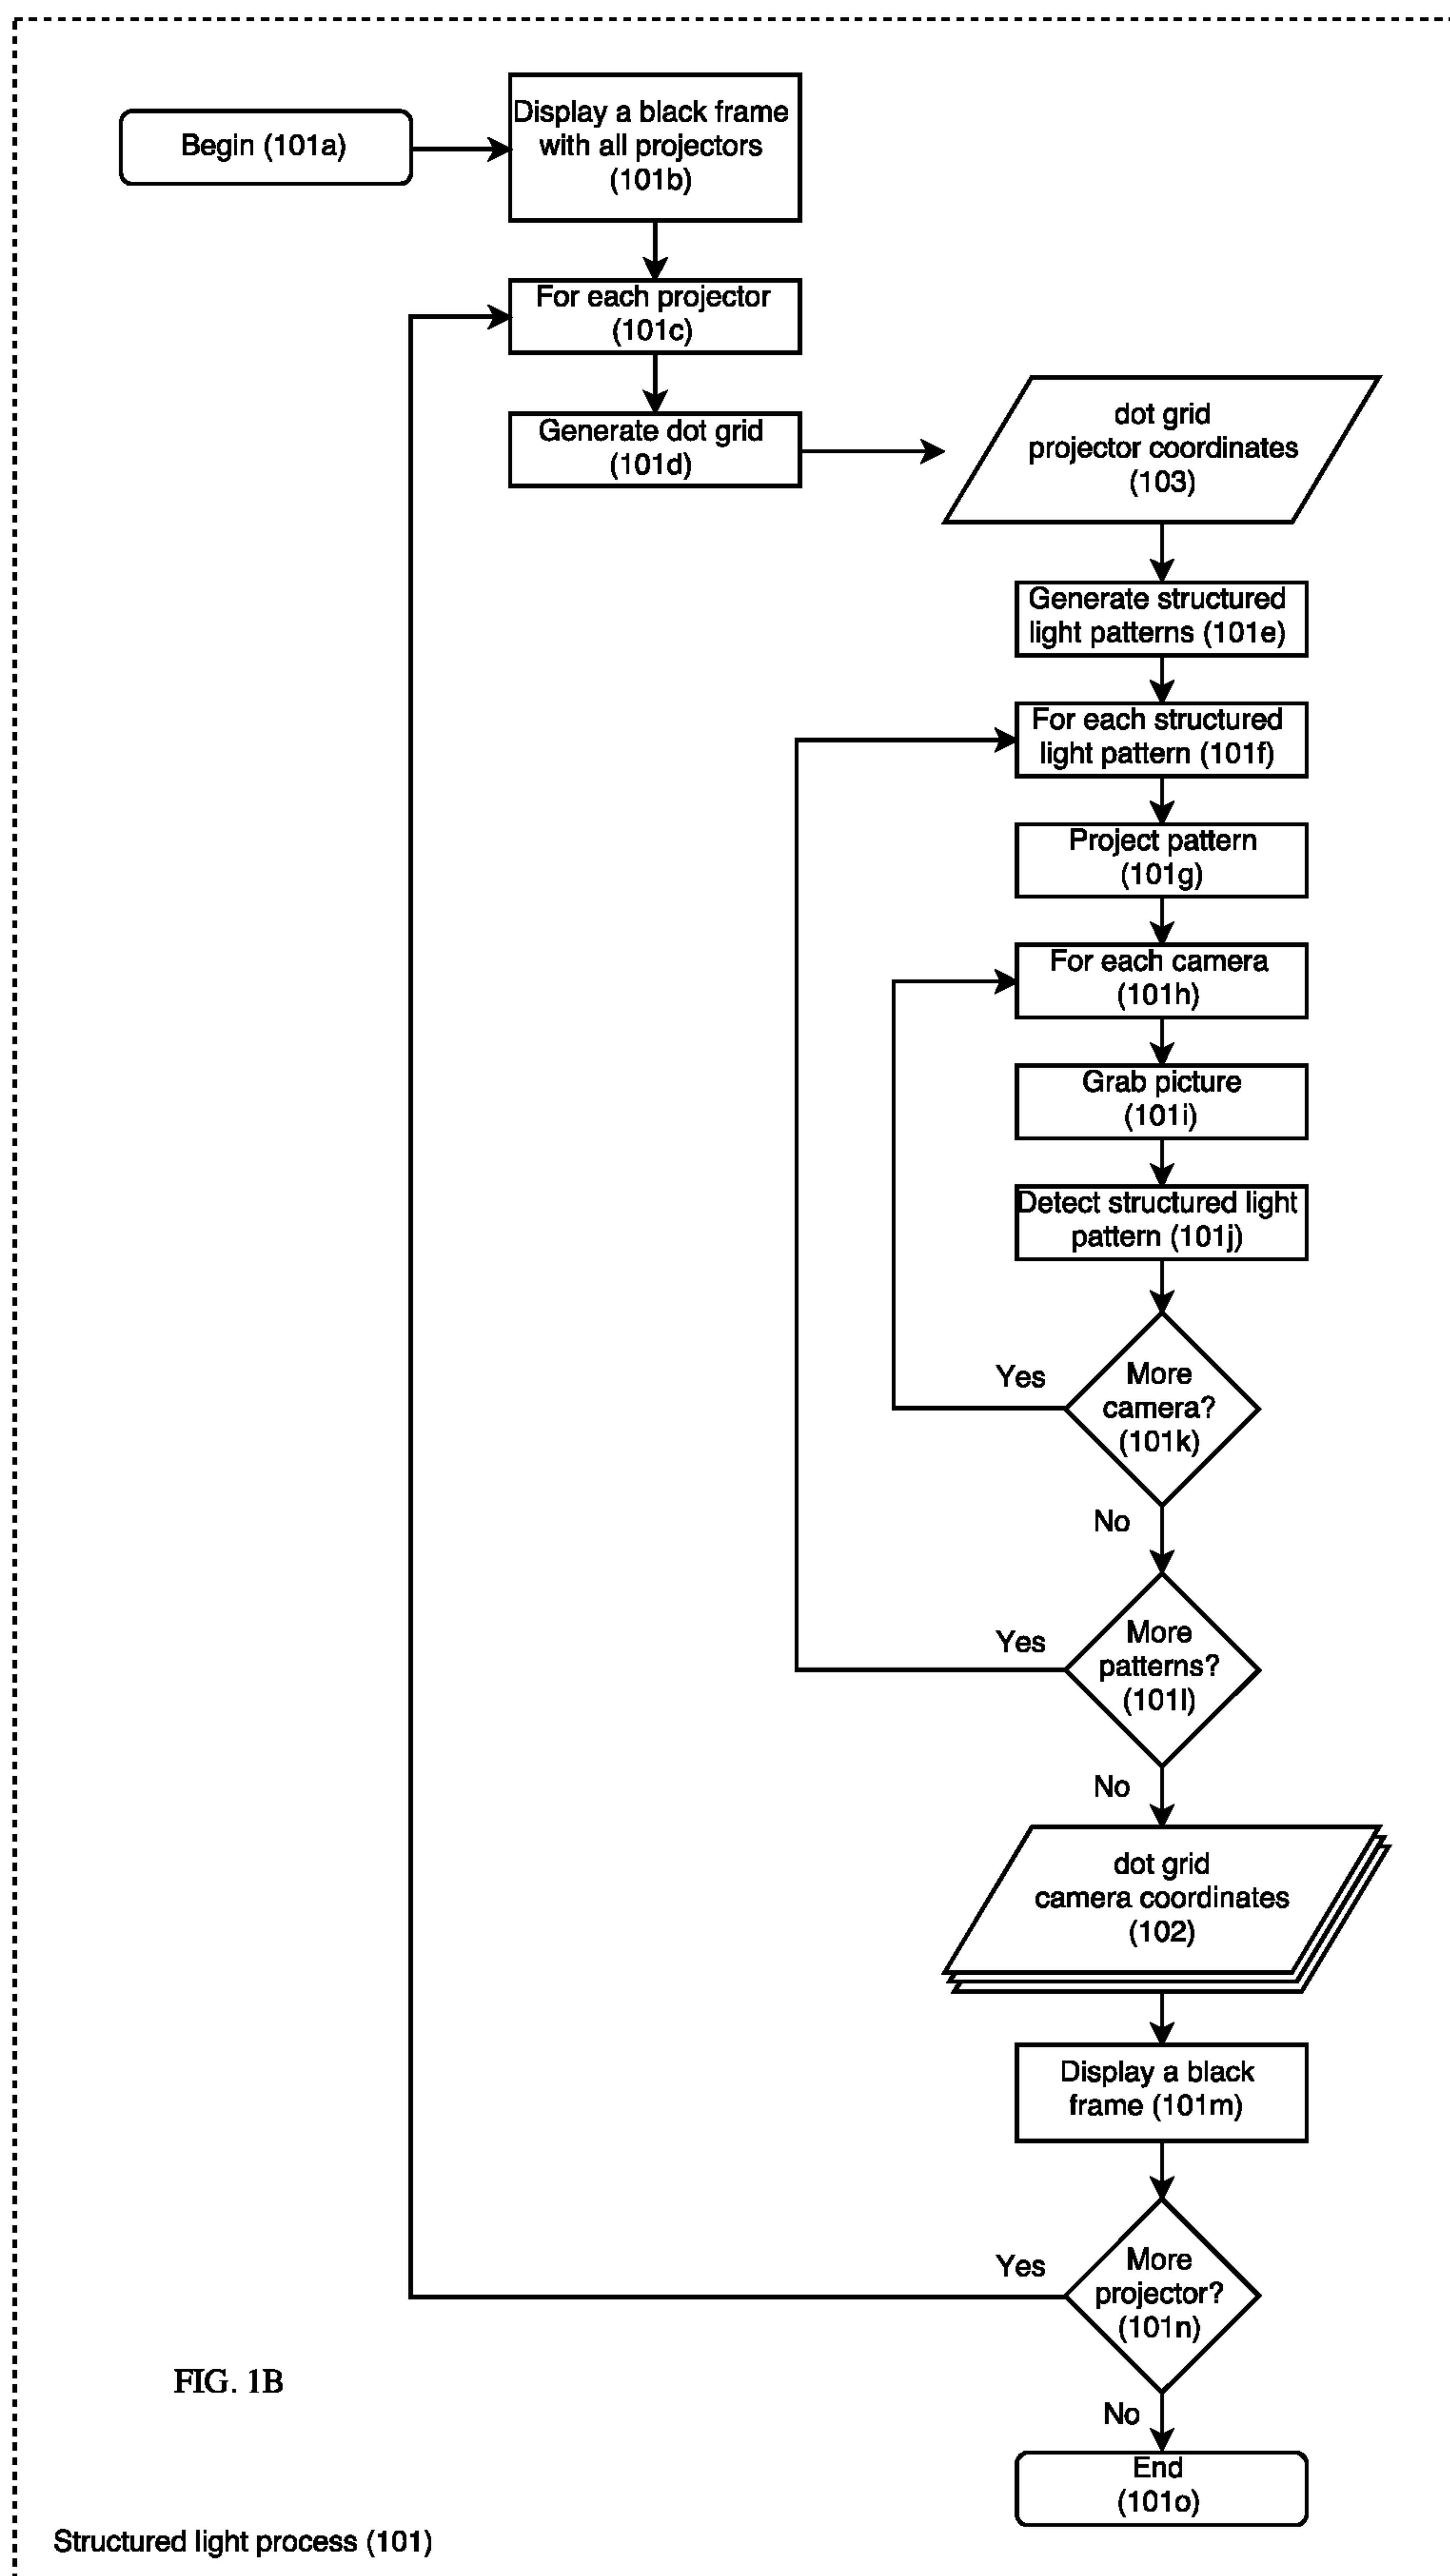 Begin (101a)
Display a black frame
with all projectors
(101b)
For each projector
(101c)
Generate dot grid
(101d)
dot grid
projector coordinates
(103)
Generate structured
light patterns (101e)
For each structured
light pattern (101f)
Project pattern
(101g)
For each camera
(101h)
Grab picture
(101i)
Detect structured light
pattern (101j)
More
camera?
(101k)
Yes
No
More
patterns?
(101l)
Yes
No
dot grid
camera coordinates
(102)
Display a black
frame (101m)
More
projector?
(101n)
Yes
No
End
(101o)
FIG. 1B
Structured light process (101)